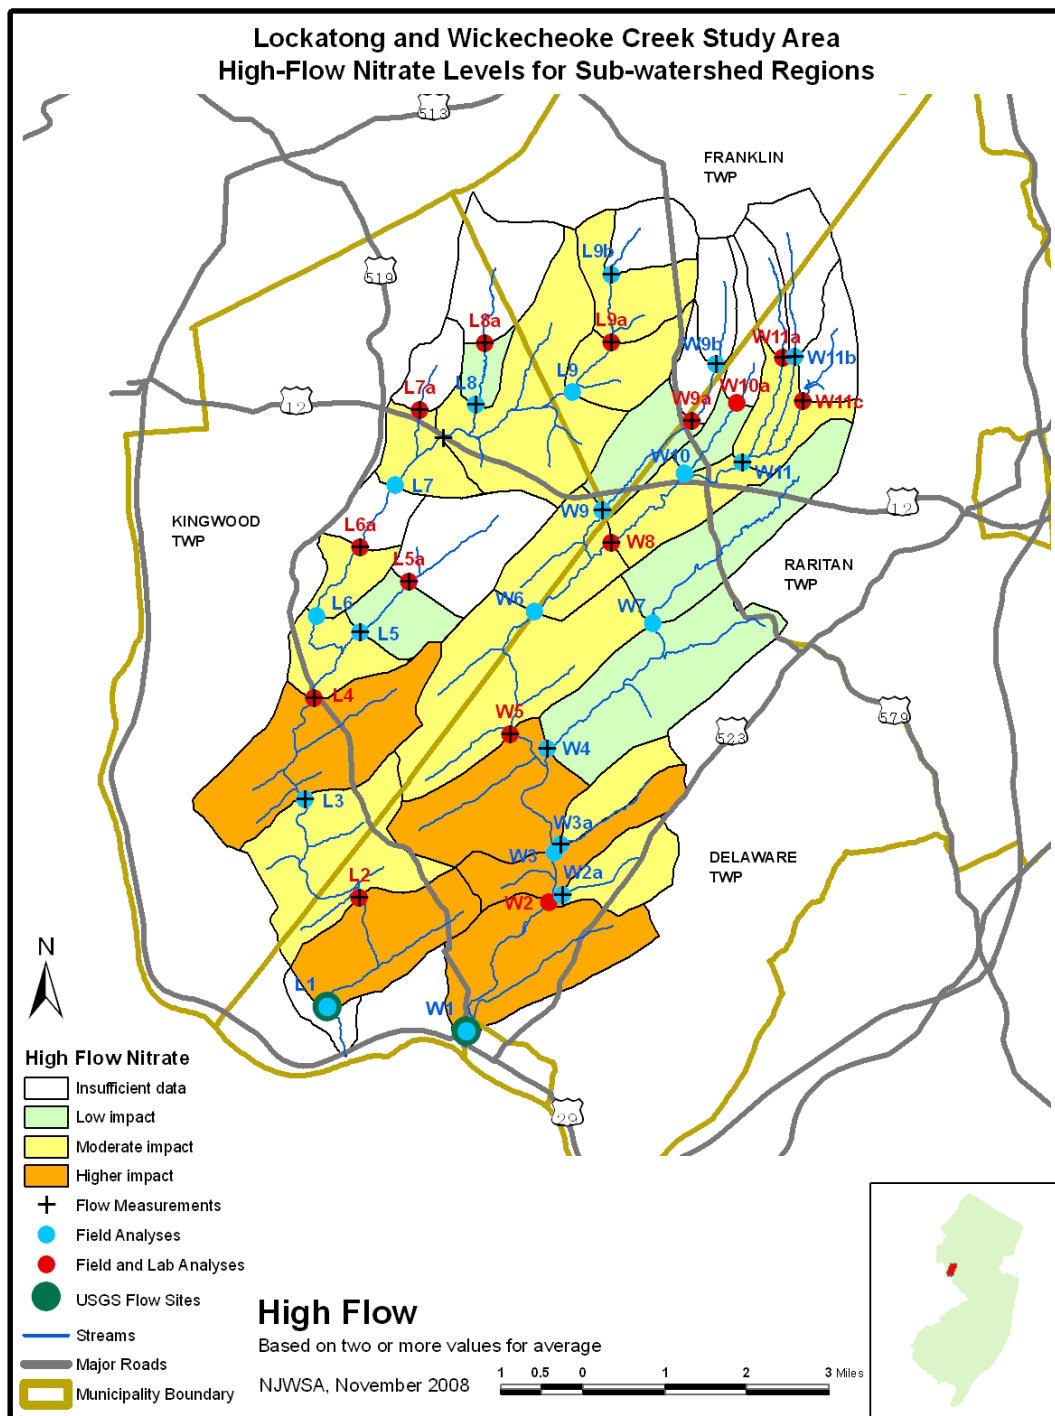 Lockatong and Wickecheoke Creek Study Area
High-Flow Nitrate Levels for Sub-watershed Regions
513
FRANKLIN
TWP
519
L9b
L8a
L9a
W11a
W9b
W11b
L8
L9
W10a
L7a
W9a
W11c
12
W10
W11
L7
12
W9
KINGWOOD
TWP
L6a
W8
L5a
RARITAN
TWP
L6
W6
W7
L5
L4
W5
579
523
W4
L3
W3a
W3
DELAWARE
TWP
L2
W2a
W2
N
L1
W1
29
High Flow Nitrate
Insufficient data
Low impact
Moderate impact
Higher impact
Flow Measurements
Field Analyses
Field and Lab Analyses
USGS Flow Sites
Streams
Major Roads
Municipality Boundary
High Flow
Based on two or more values for average
NJWSA, November 2008
1 0.5 0 1 2 3 Miles